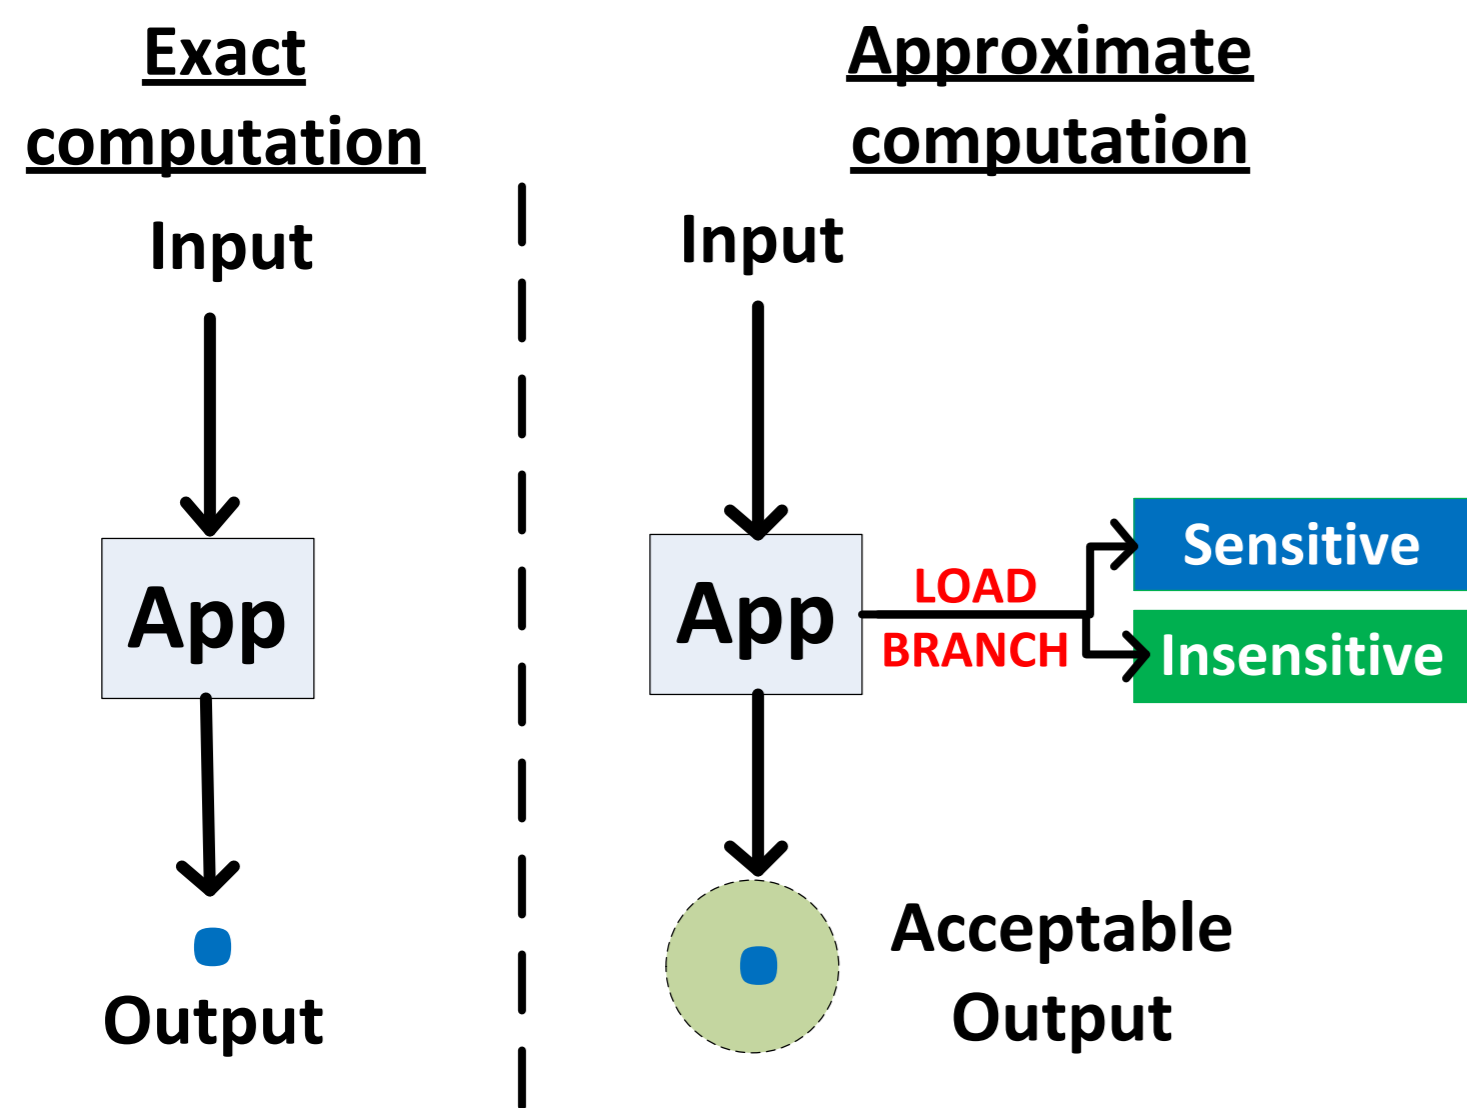 Exact
computation
Input
App
Output
Approximate
computation
Input
App
LOAD
BRANCH
Sensitive
Insensitive
Acceptable
Output